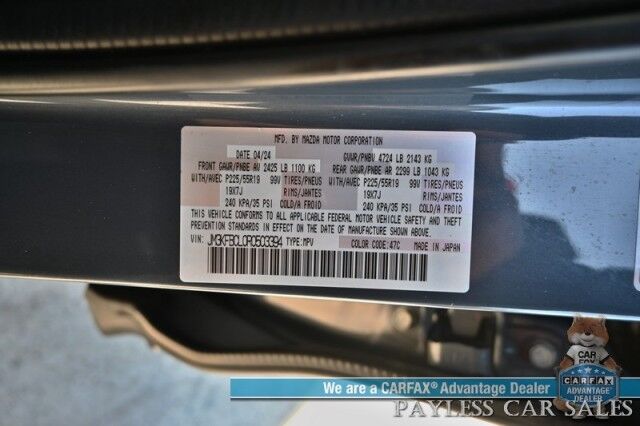 MFD. BY MAZDA MOTOR CORPORATION
DATE 04/24 GVWR/PNBV 4724 LB 2143 KG
FRONT GAWR/PNBE AV 2425 LB 1100 KG REAR GAWR/PNBE AR 2299 LB 1043 KG
WITH/AVEC P225/55R19 99V TIRES/PNEUS WITH/AVEC P225/55R19 99V TIRES/PNEUS
19X7J RIMS/JANTES 19X7J RIMS/JANTES
240 KPA/35 PSI COLD/A FROID 240 KPA/35 PSI COLD/A FROID
THIS VEHICLE CONFORMS TO ALL APPLICABLE FEDERAL MOTOR VEHICLE SAFETY AND THEFT
PREVENTION STANDARDS IN EFFECT ON THE DATE OF MANUFACTURE SHOWN ABOVE.
VIN: TYPE:MPV COLOR CODE:47C MADE IN JAPAN
We are a CARFAX® Advantage Dealer
PAYLESS CAR SALES
CAR FOX
CARFAX
ADVANTAGE
DEALER